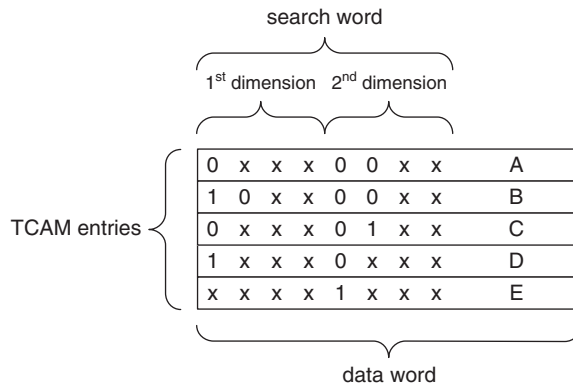 search word
1st dimension 2nd dimension
0 x x x 0 0 x x A
1 0 x x 0 0 x x B
TCAM entries 0 x x x 0 1 x x C
1 x x x 0 x x x D
x x x x 1 x x x E
data word